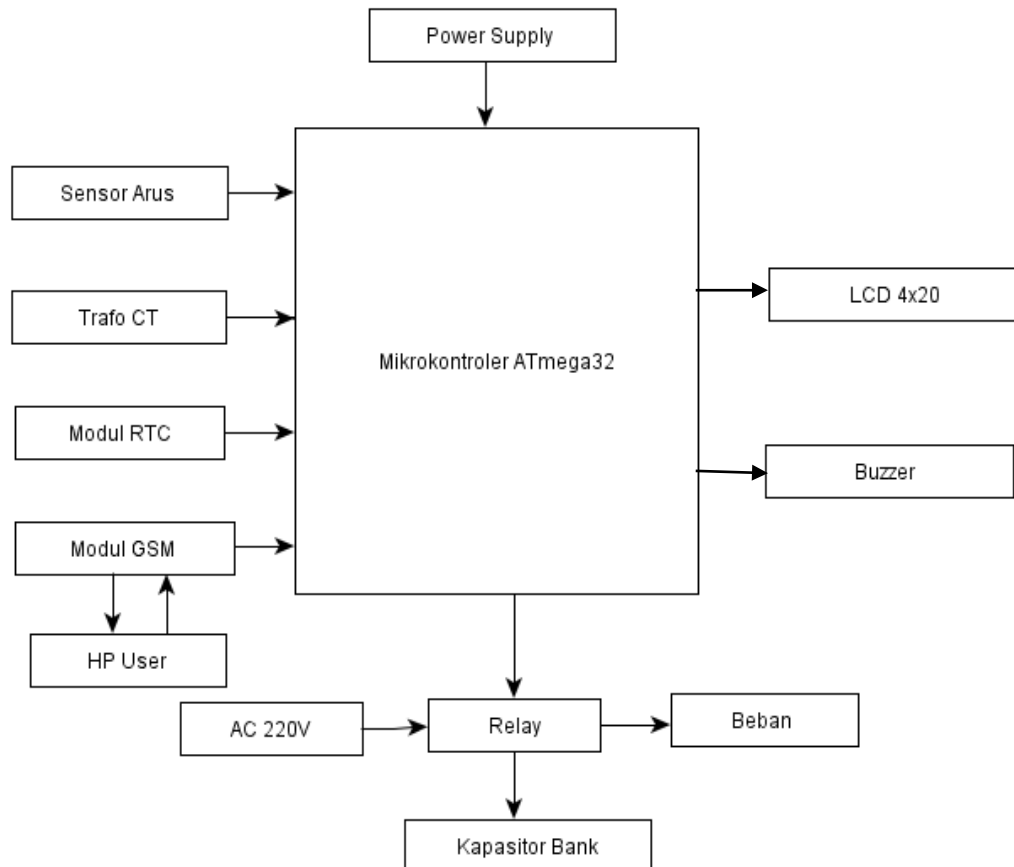 Power Supply
Sensor Arus
Trafo CT
Modul RTC
Modul GSM
HP User
Mikrokontroler ATmega32
LCD 4x20
Buzzer
AC 220V
Relay
Beban
Kapasitor Bank